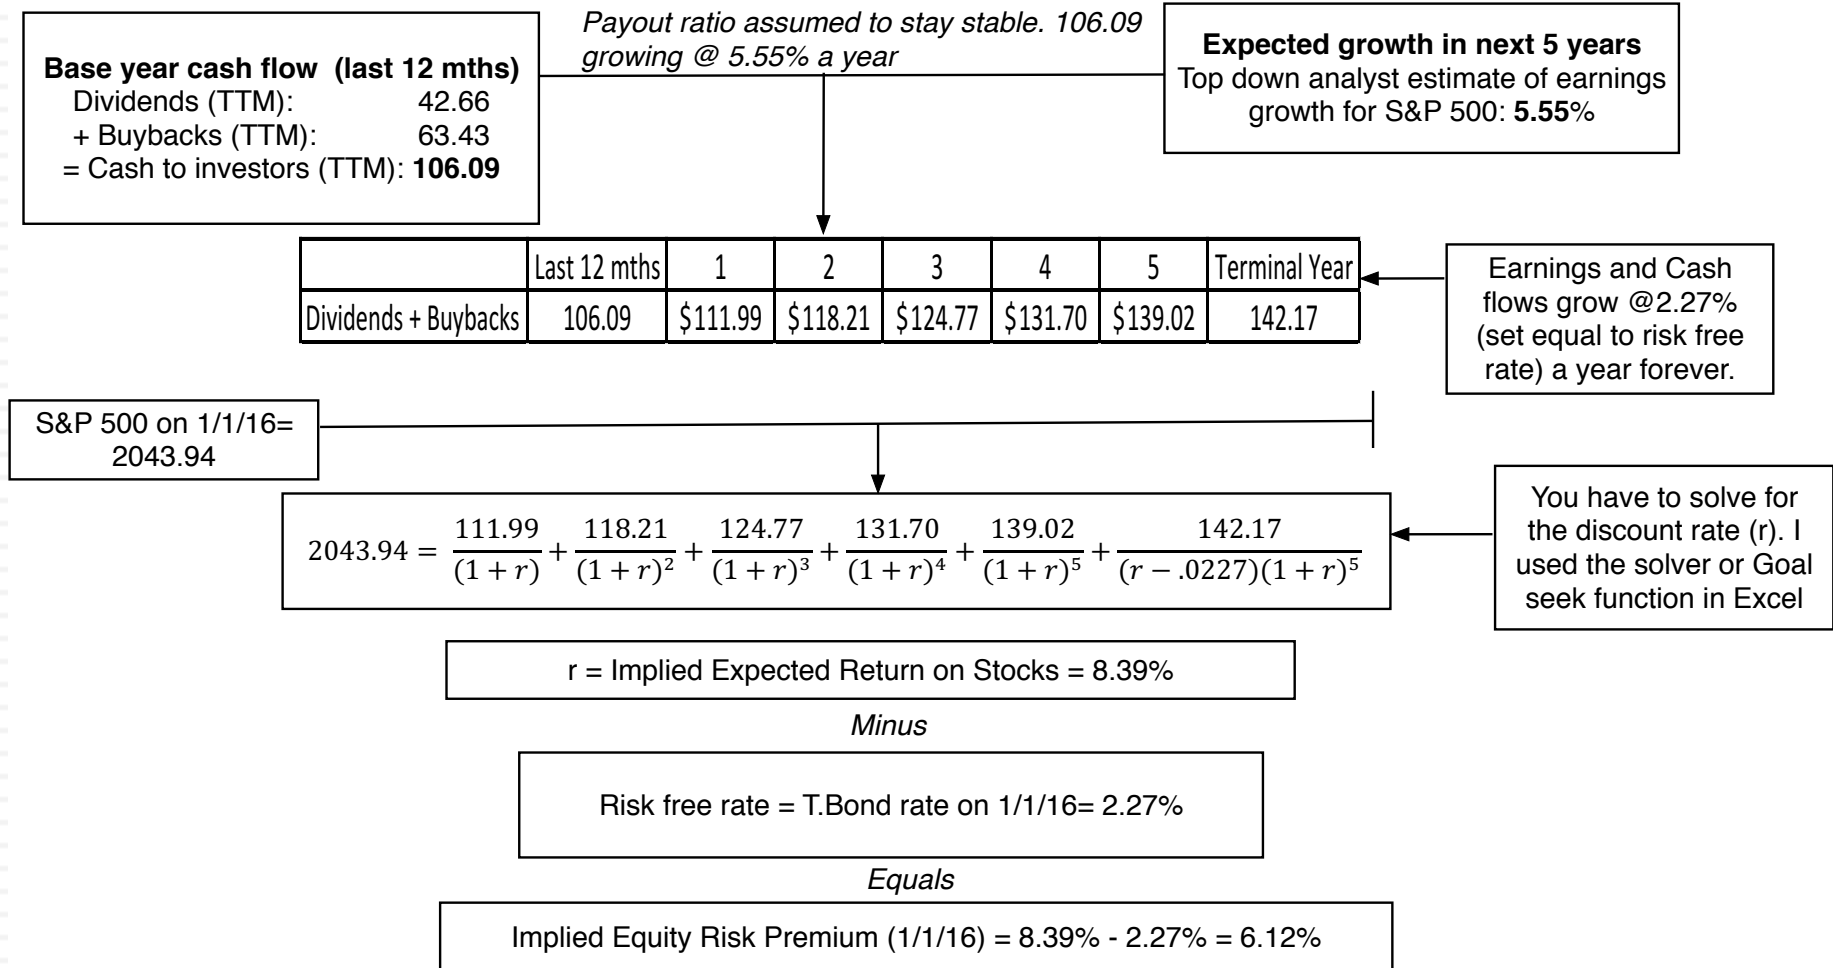 Base year cash flow (last 12 mths)
Dividends (TTM): 42.66
+ Buybacks (TTM): 63.43
= Cash to investors (TTM): 106.09
Payout ratio assumed to stay stable. 106.09
growing @ 5.55% a year
Expected growth in next 5 years
Top down analyst estimate of earnings
growth for S&P 500: 5.55%
Last 12 mths 1 2 3 4 5 Terminal Year
Dividends + Buybacks 106.09 $111.99 $118.21 $124.77 $131.70 $139.02 142.17
Earnings and Cash
flows grow @2.27%
(set equal to risk free
rate) a year forever.
S&P 500 on 1/1/16=
2043.94
2043.94 = 111.99/(1 + r) + 118.21/(1 + r)² + 124.77/(1 + r)³ + 131.70/(1 + r)⁴ + 139.02/(1 + r)⁵ + 142.17/(r − .0227)(1 + r)⁵
You have to solve for
the discount rate (r). I
used the solver or Goal
seek function in Excel
r = Implied Expected Return on Stocks = 8.39%
Minus
Risk free rate = T.Bond rate on 1/1/16= 2.27%
Equals
Implied Equity Risk Premium (1/1/16) = 8.39% - 2.27% = 6.12%